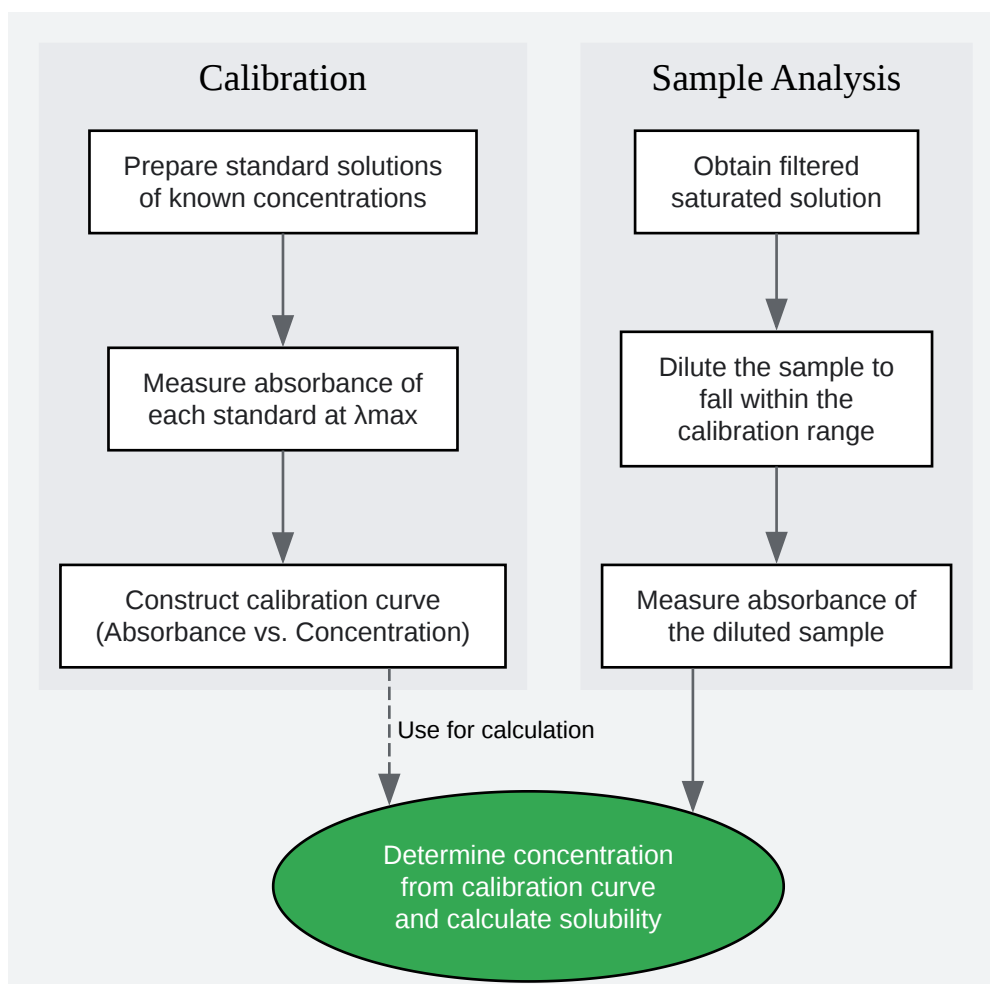 Calibration
Prepare standard solutions
of known concentrations
Measure absorbance of
each standard at λmax
Construct calibration curve
(Absorbance vs. Concentration)
Sample Analysis
Obtain filtered
saturated solution
Dilute the sample to
fall within the
calibration range
Measure absorbance of
the diluted sample
Use for calculation
Determine concentration
from calibration curve
and calculate solubility